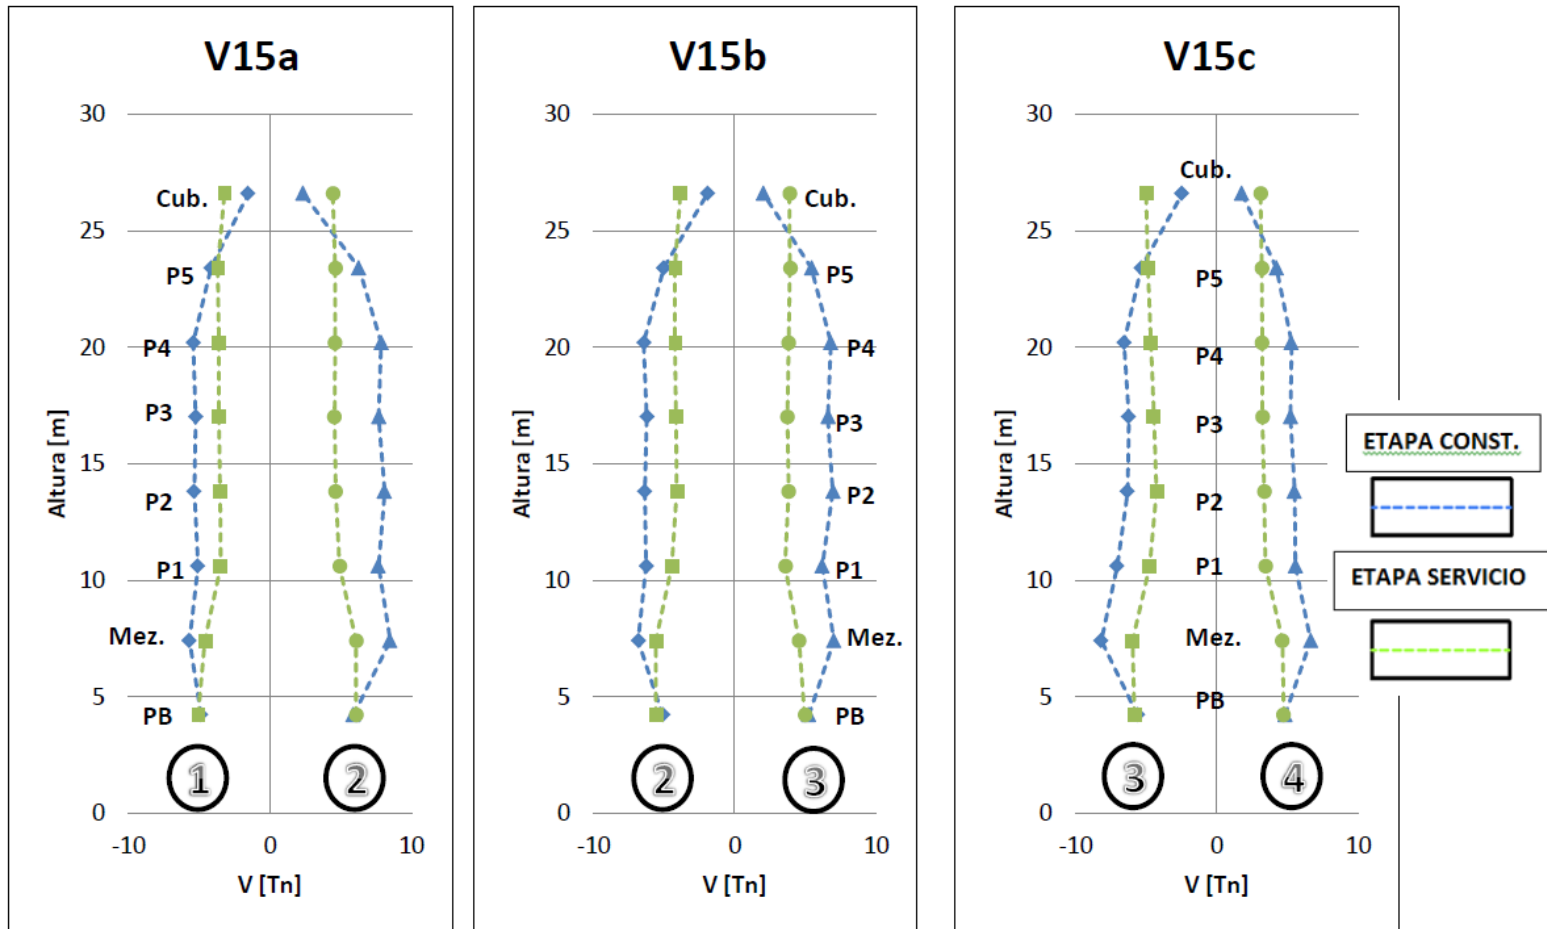 V15a
30
25
20
15
10
5
0
Altura [m]
Cub.
P5
P4
P3
P2
P1
Mez.
PB
1
2
-10
0
10
V [Tn]
V15b
30
25
20
15
10
5
0
Altura [m]
Cub.
P5
P4
P3
P2
P1
Mez.
PB
2
3
-10
0
10
V [Tn]
V15c
30
25
20
15
10
5
0
Altura [m]
Cub.
P5
P4
P3
P2
P1
Mez.
PB
3
4
-10
0
10
V [Tn]
ETAPA CONST.
ETAPA SERVICIO